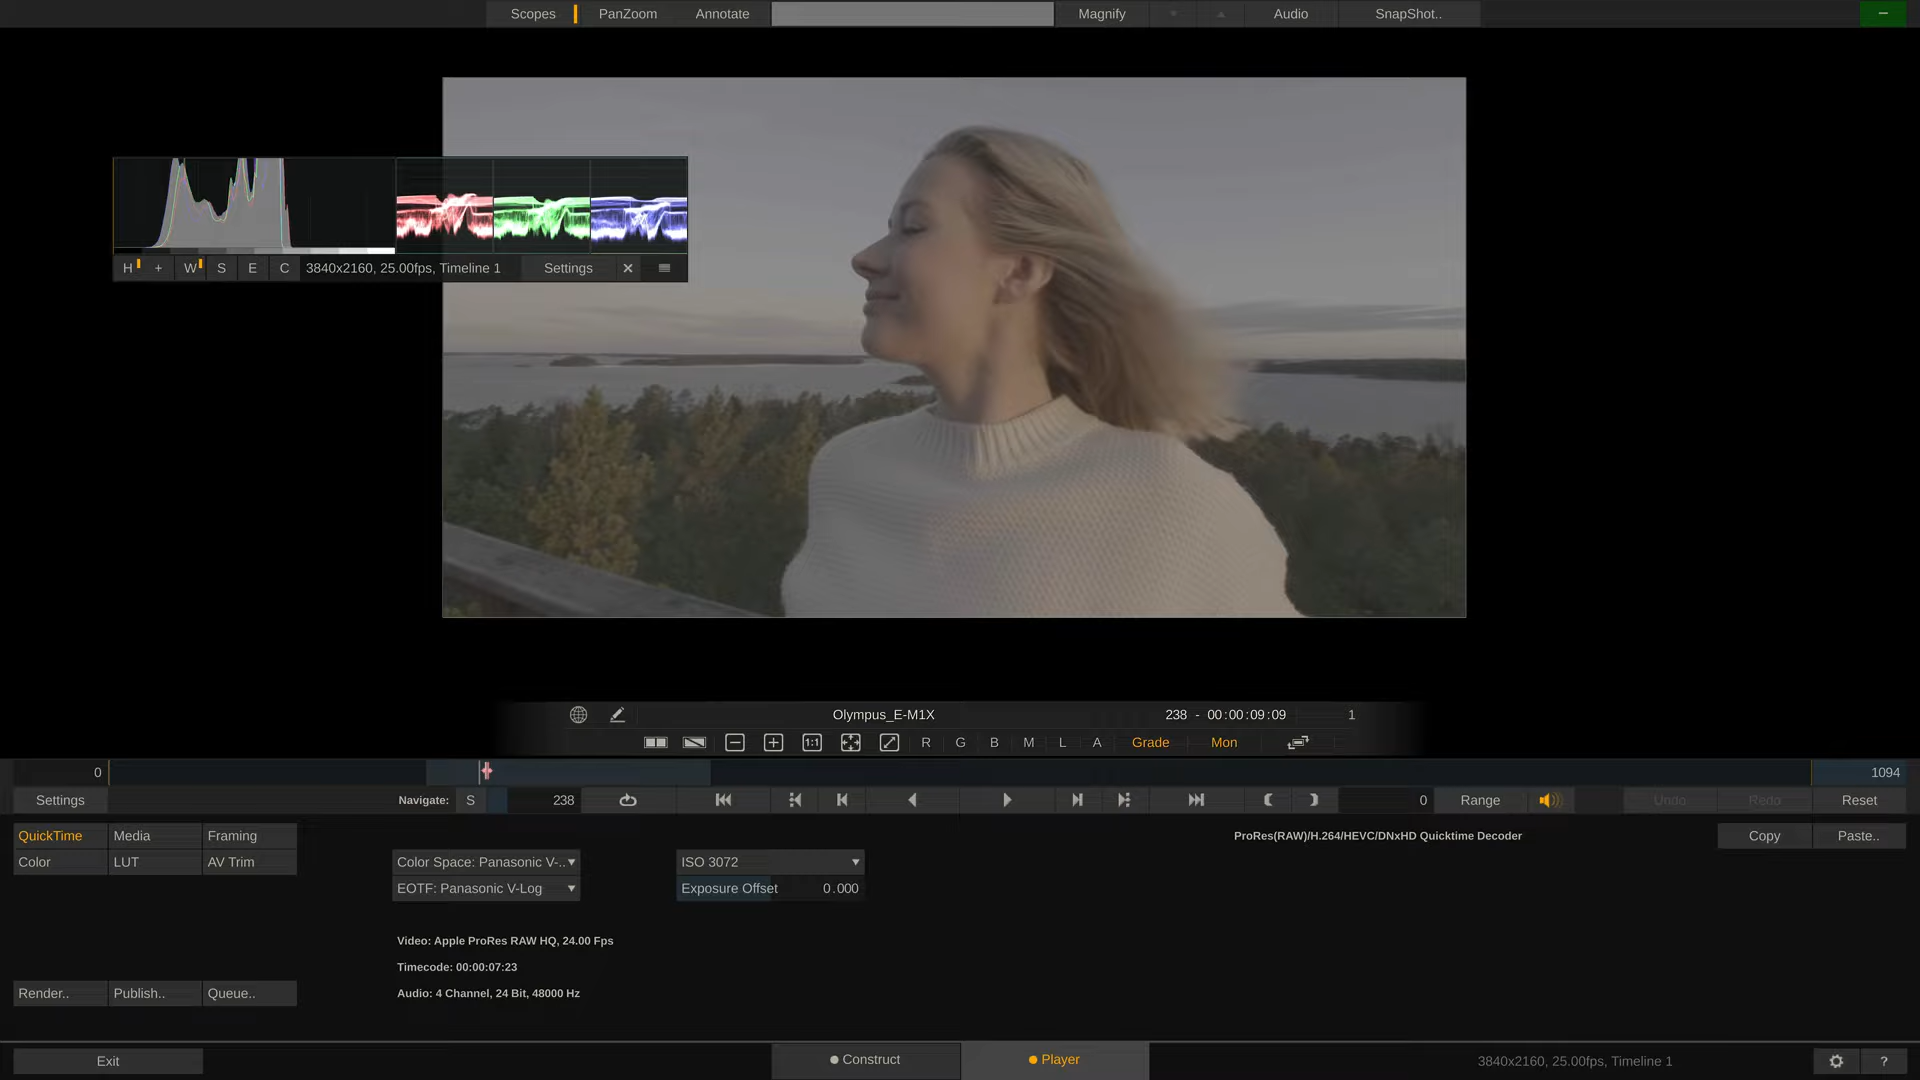 Scopes PanZoom Annotate Magnify Audio SnapShot..
H + W S E C 3840x2160, 25.00fps, Timeline 1 Settings
Olympus_E-M1X 238 - 00:00:09:09 1
1:1 R G B M L A Grade Mon
0 1094
Settings Navigate: S 238 0 Range Undo Redo Reset
QuickTime Media Framing ProRes(RAW)/H.264/HEVC/DNxHD Quicktime Decoder Copy Paste..
Color LUT AV Trim Color Space: Panasonic V-.. ISO 3072
EOTF: Panasonic V-Log Exposure Offset 0.000
Video: Apple ProRes RAW HQ, 24.00 Fps
Timecode: 00:00:07:23
Render.. Publish.. Queue.. Audio: 4 Channel, 24 Bit, 48000 Hz
Exit Construct Player 3840x2160, 25.00fps, Timeline 1 ?